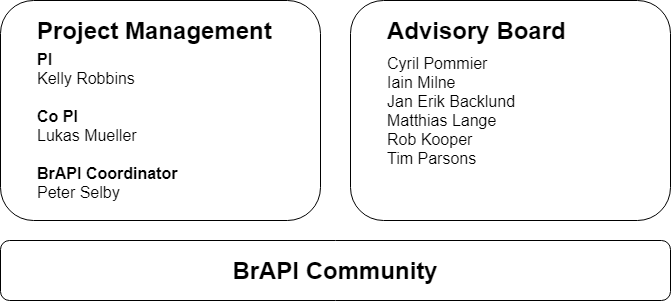 Project Management
PI
Kelly Robbins
Co PI
Lukas Mueller
BrAPI Coordinator
Peter Selby
Advisory Board
Cyril Pommier
Iain Milne
Jan Erik Backlund
Matthias Lange
Rob Kooper
Tim Parsons
BrAPI Community